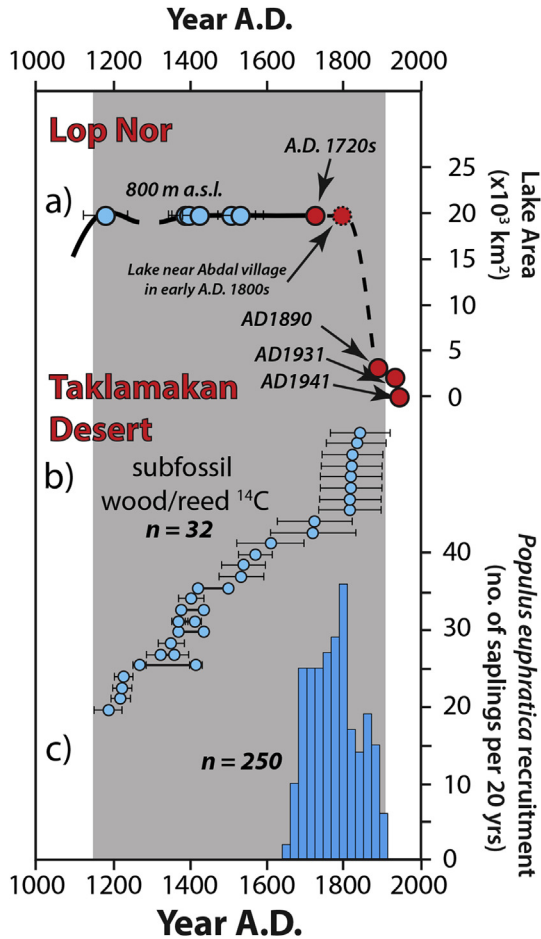 Year A.D.
1000 1200 1400 1600 1800 2000
Lop Nor
A.D. 1720s
a)
800 m a.s.l.
Lake near Abdal village
in early A.D. 1800s
AD1890
AD1931
AD1941
25
20
15
10
5
0
Lake Area
(x10³ km²)
Taklamakan
Desert
b)
subfossil
wood/reed ¹⁴C
n = 32
c)
n = 250
40
30
20
10
0
Populus euphratica recruitment
(no. of saplings per 20 yrs)
1000 1200 1400 1600 1800 2000
Year A.D.